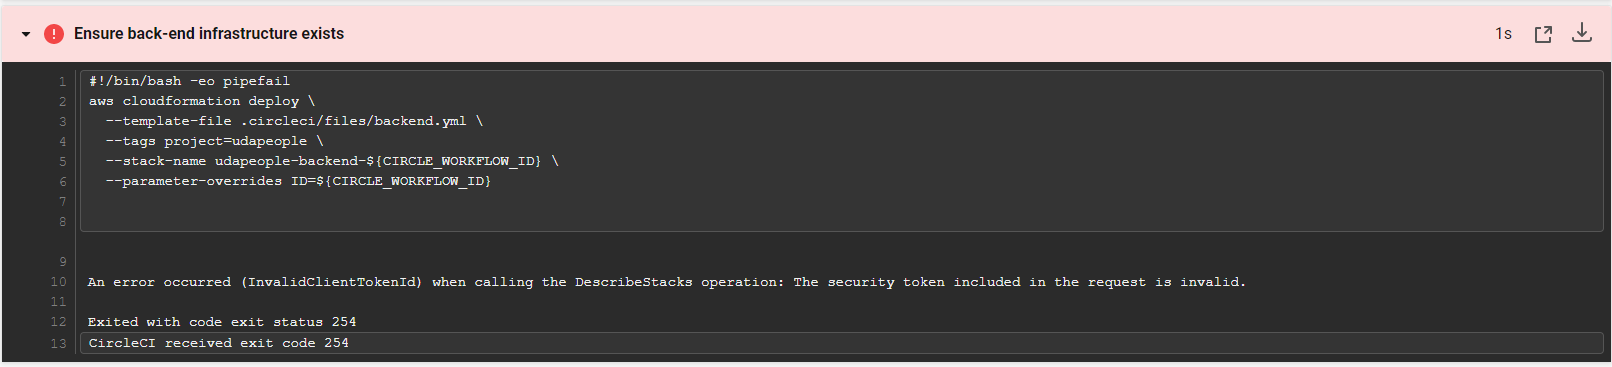 Ensure back-end infrastructure exists 1s
1 #!/bin/bash -eo pipefail
2 aws cloudformation deploy \
3 --template-file .circleci/files/backend.yml \
4 --tags project=udapeople \
5 --stack-name udapeople-backend-${CIRCLE_WORKFLOW_ID} \
6 --parameter-overrides ID=${CIRCLE_WORKFLOW_ID}
7
8
9
10 An error occurred (InvalidClientTokenId) when calling the DescribeStacks operation: The security token included in the request is invalid.
11
12 Exited with code exit status 254
13 CircleCI received exit code 254